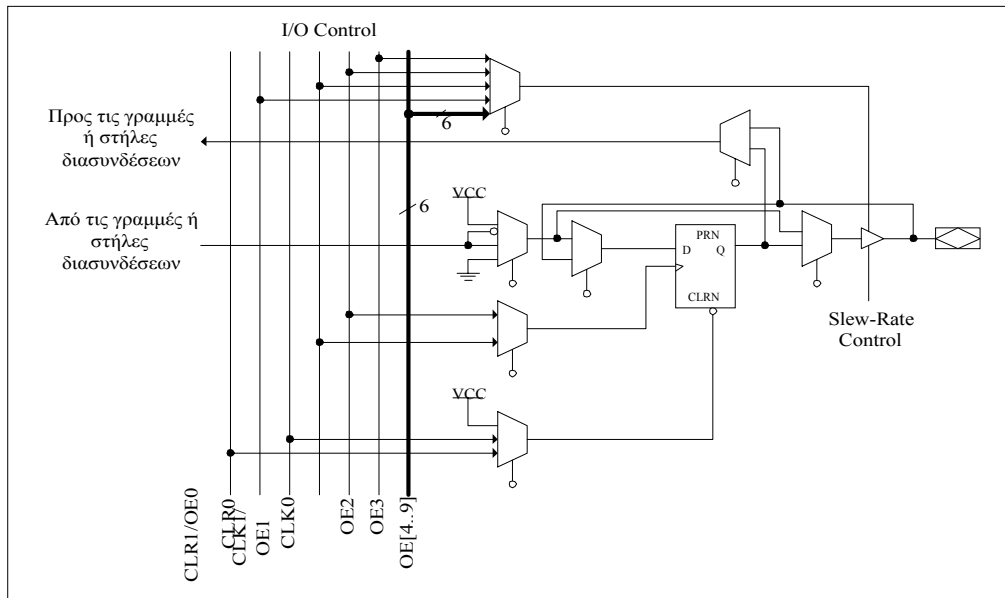 I/O Control
Προς τις γραμμές
ή στήλες
διασυνδέσεων
6
VCC
6
Από τις γραμμές ή
στήλες
διασυνδέσεων
PRN
D
Q
CLRN
Slew-Rate
Control
VCC
CLR1/OE0
CLR0
CLK1/
OE1
CLK0
OE2
OE3
OE[4..9]